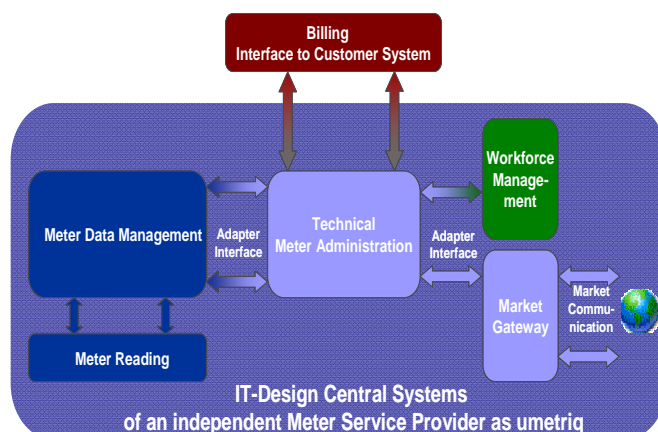 Billing
Interface to Customer System
Workforce
Manage-
ment
Meter Data Management
Adapter
Interface
Technical
Meter Administration
Adapter
Interface
Market
Gateway
Market
Commu-
nication
Meter Reading
IT-Design Central Systems
of an independent Meter Service Provider as umetriq